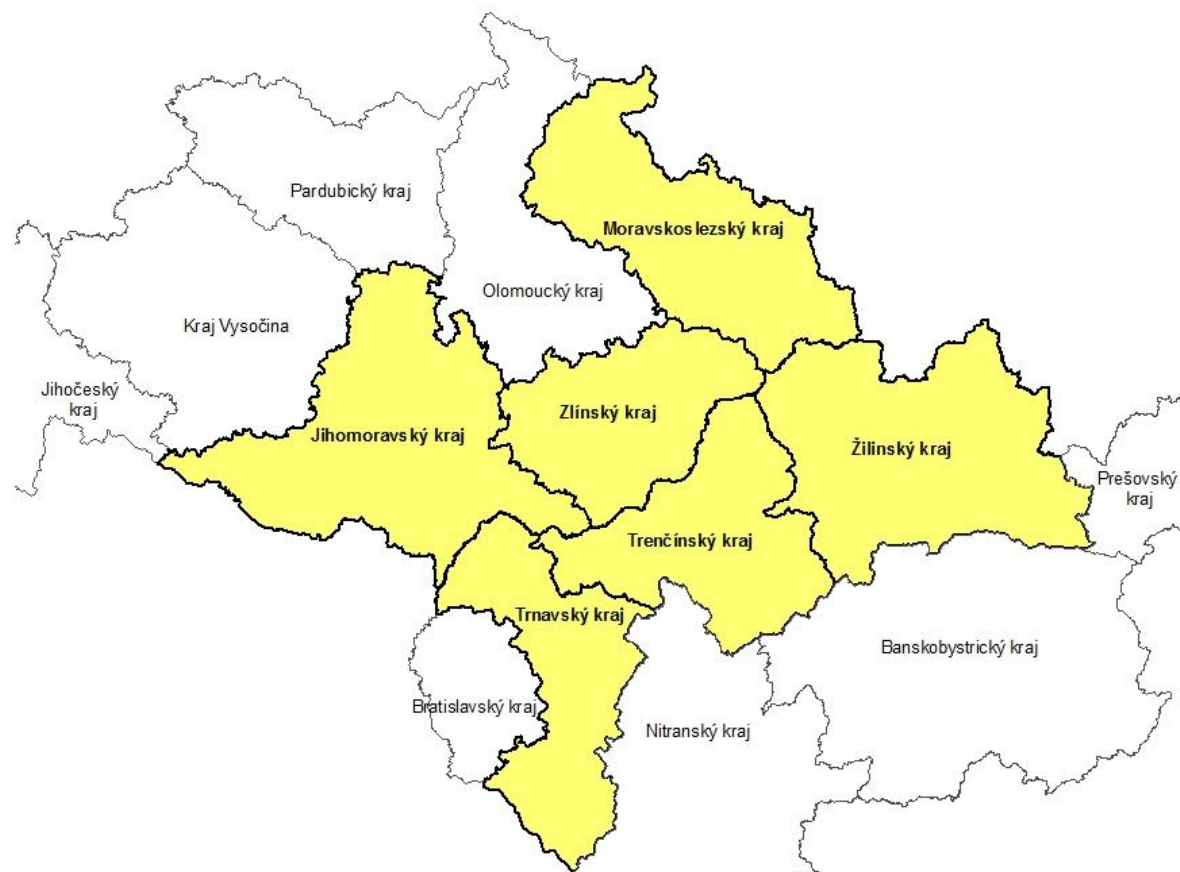 Pardubický kraj
Moravskoslezský kraj
Olomoucký kraj
Kraj Vysočina
Jihočeský
kraj
Zlínský kraj
Jihomoravský kraj
Žilinský kraj
Prešovský
kraj
Trenčínský kraj
Trnavský kraj
Banskobystrický kraj
Bratislavský kraj
Nitranský kraj